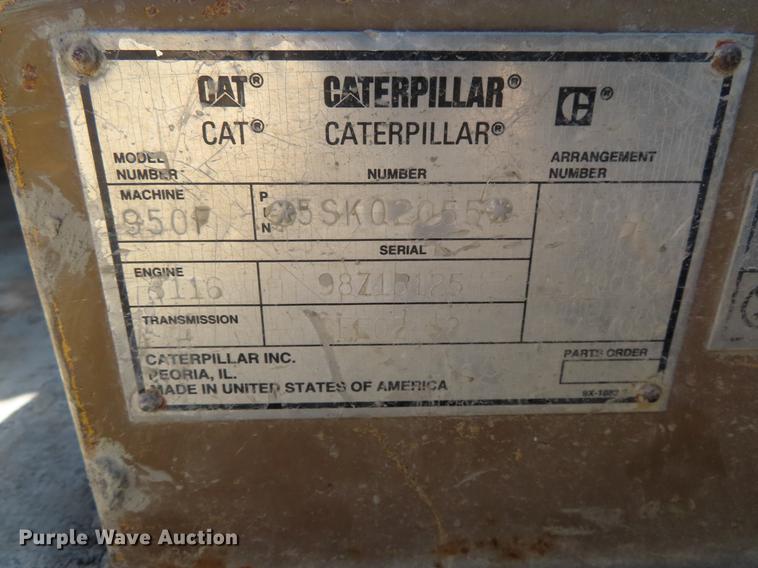 CAT® CATERPILLAR®
CAT® CATERPILLAR® ®
MODEL NUMBER NUMBER ARRANGEMENT NUMBER
MACHINE 950F PIN *5SK02055*
SERIAL
ENGINE 3116
TRANSMISSION
CATERPILLAR INC. PARTS ORDER
PEORIA, IL.
MADE IN UNITED STATES OF AMERICA
Purple Wave Auction